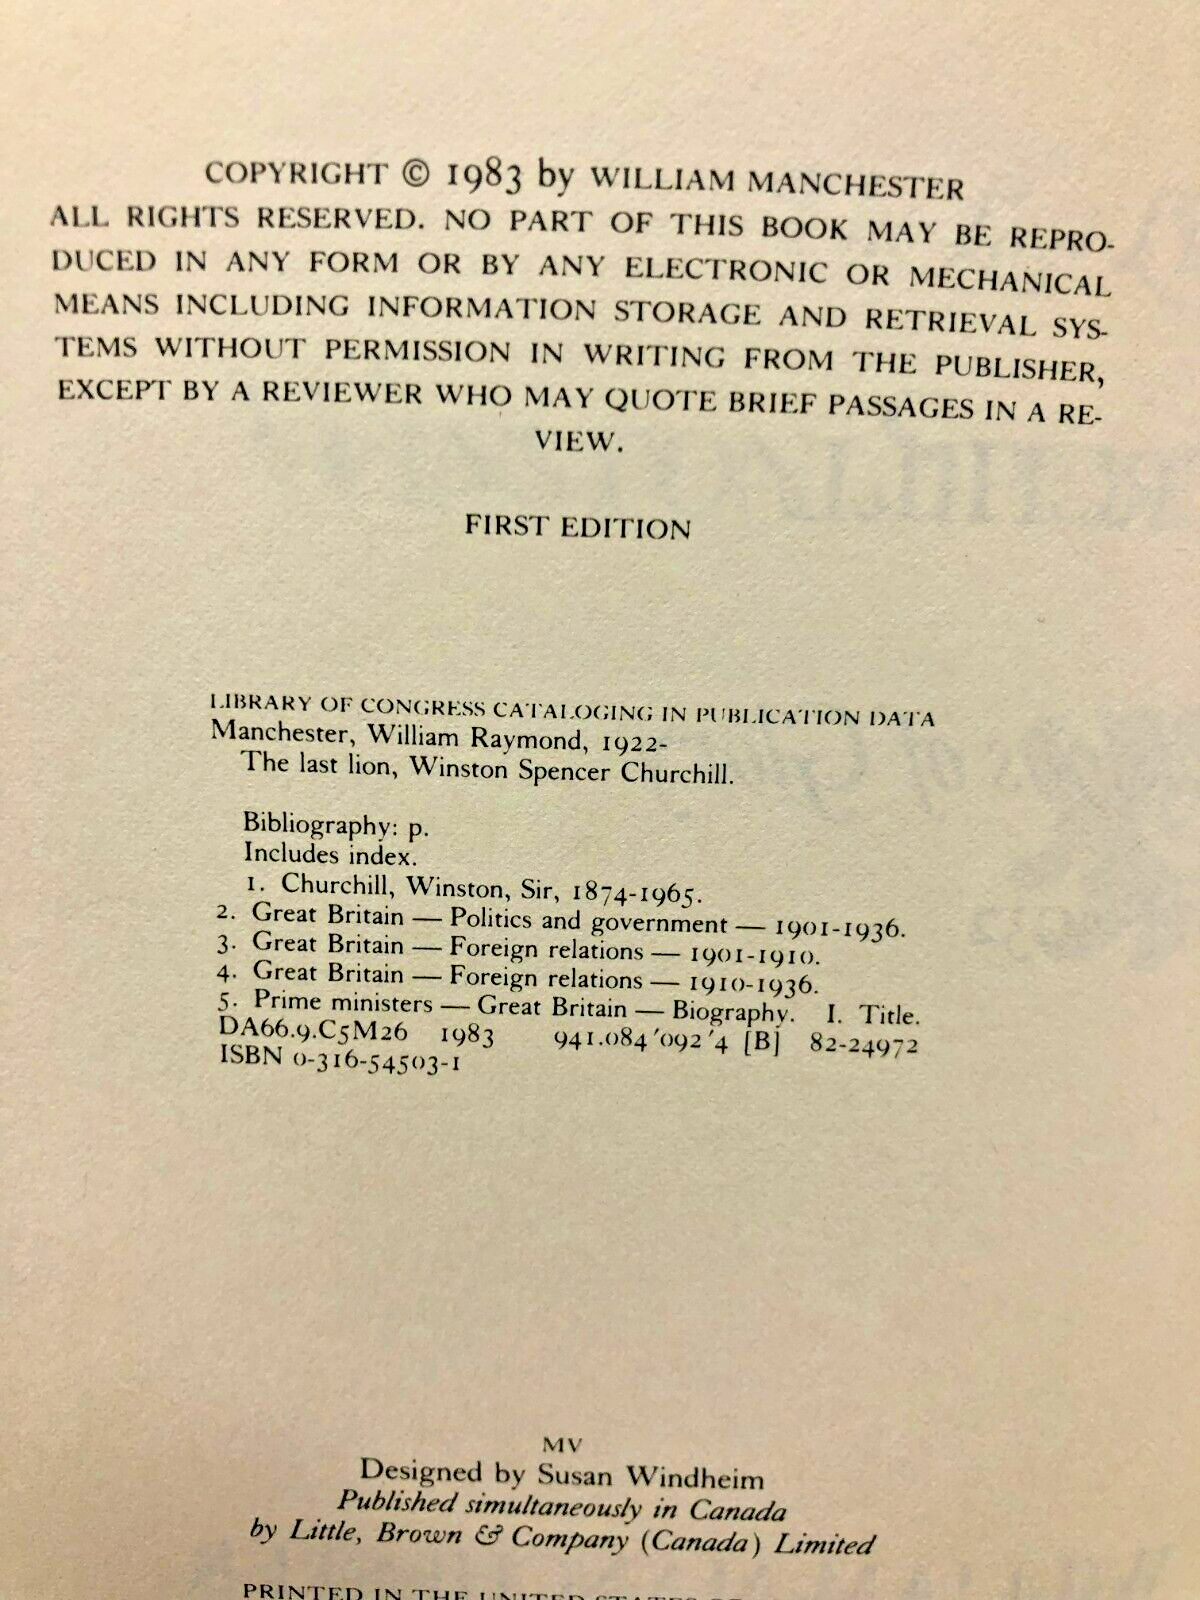 COPYRIGHT © 1983 by WILLIAM MANCHESTER
ALL RIGHTS RESERVED. NO PART OF THIS BOOK MAY BE REPRO-
DUCED IN ANY FORM OR BY ANY ELECTRONIC OR MECHANICAL
MEANS INCLUDING INFORMATION STORAGE AND RETRIEVAL SYS-
TEMS WITHOUT PERMISSION IN WRITING FROM THE PUBLISHER,
EXCEPT BY A REVIEWER WHO MAY QUOTE BRIEF PASSAGES IN A RE-
VIEW.
FIRST EDITION
LIBRARY OF CONGRESS CATALOGING IN PUBLICATION DATA
Manchester, William Raymond, 1922-
The last lion, Winston Spencer Churchill.
Bibliography: p.
Includes index.
1. Churchill, Winston, Sir, 1874-1965.
2. Great Britain — Politics and government — 1901-1936.
3. Great Britain — Foreign relations — 1901-1910.
4. Great Britain — Foreign relations — 1910-1936.
5. Prime ministers — Great Britain — Biography. I. Title.
DA66.9.C5M26 1983 941.084'092'4 [B] 82-24972
ISBN 0-316-54503-1
MV
Designed by Susan Windheim
Published simultaneously in Canada
by Little, Brown & Company (Canada) Limited
PRINTED IN THE UNITED STATES